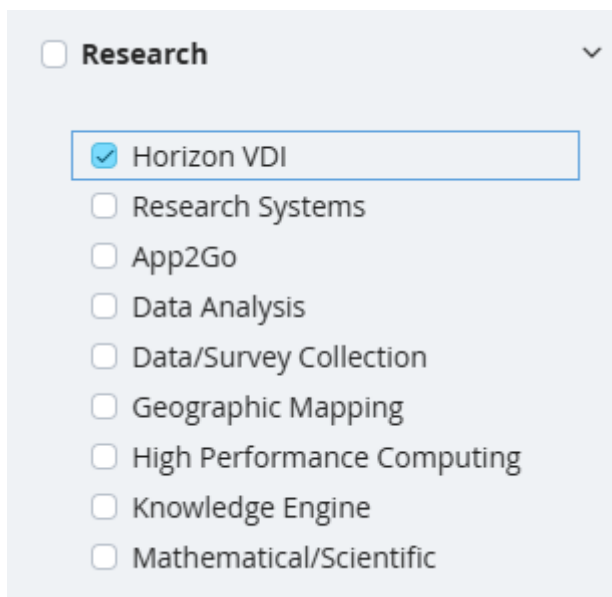 Research
Horizon VDI
Research Systems
App2Go
Data Analysis
Data/Survey Collection
Geographic Mapping
High Performance Computing
Knowledge Engine
Mathematical/Scientific